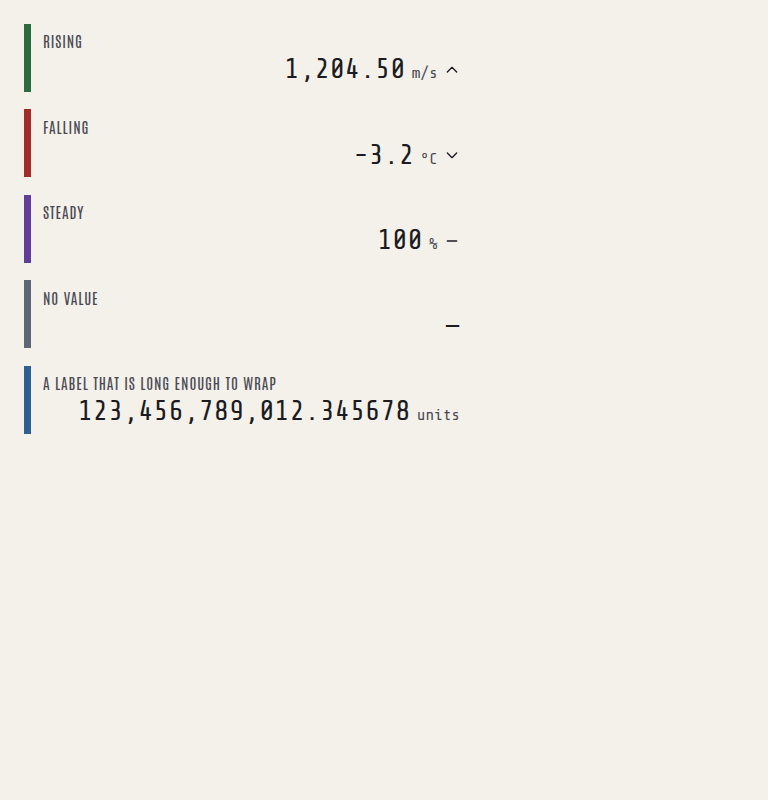 RISING
1,204.50 m/s
FALLING
−3.2 °C
STEADY
100 % –
NO VALUE
—
A LABEL THAT IS LONG ENOUGH TO WRAP
123,456,789,012.345678 units